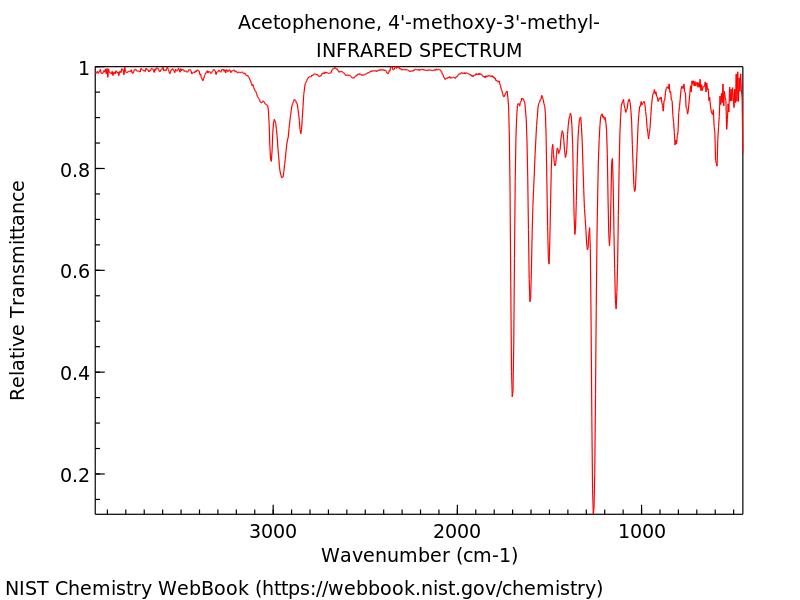 Acetophenone, 4'-methoxy-3'-methyl-
INFRARED SPECTRUM
1
0.8
0.6
0.4
0.2
Relative Transmittance
3000 2000 1000
Wavenumber (cm-1)
NIST Chemistry WebBook (https://webbook.nist.gov/chemistry)